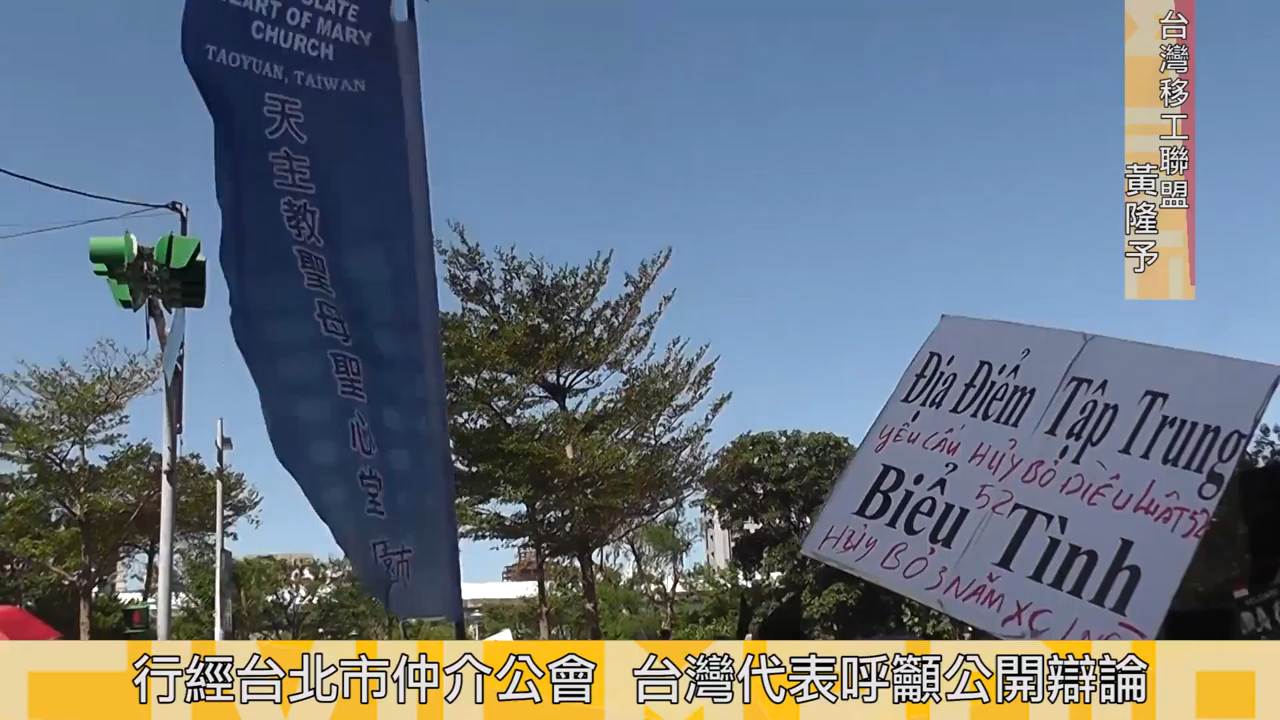 HEART OF MARY
CHURCH
TAOYUAN, TAIWAN
天主教聖母聖心堂
台灣移工聯盟
黃隆予
Địa Điểm Tập Trung
yêu cầu HủY BỎ ĐIỀU LUẬT 52
52
Biểu Tình
HủY BỎ 3 NĂM XC
行經台北市仲介公會 台灣代表呼籲公開辯論